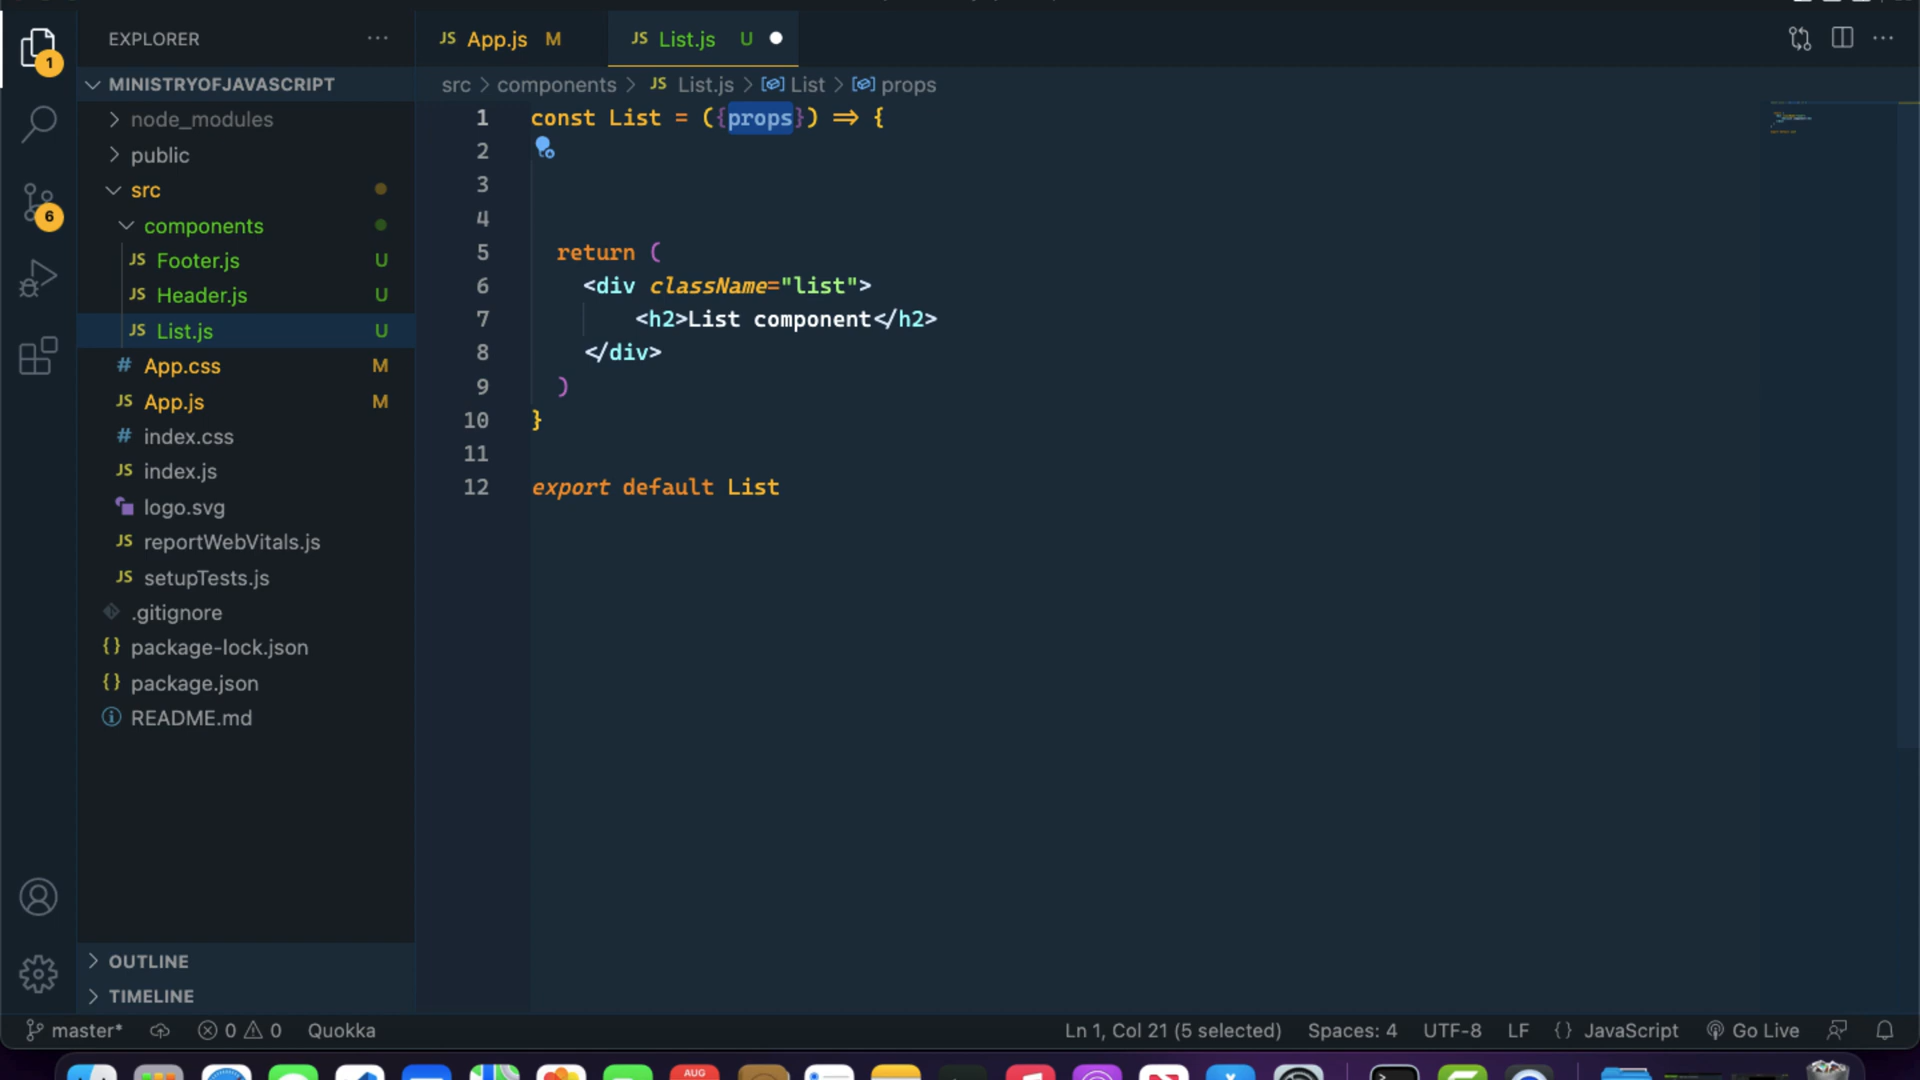 EXPLORER
1
MINISTRYOFJAVASCRIPT
node_modules
public
src
components
JS Footer.js U
JS Header.js U
JS List.js U
# App.css M
JS App.js M
# index.css
JS index.js
logo.svg
JS reportWebVitals.js
JS setupTests.js
.gitignore
{} package-lock.json
{} package.json
README.md
6
OUTLINE
TIMELINE
JS App.js M
JS List.js U
src > components > JS List.js > List > props
1 const List = ({props}) => {
2
3
4
5 return (
6 <div className="list">
7 <h2>List component</h2>
8 </div>
9 )
10 }
11
12 export default List
master* 0 0 Quokka
Ln 1, Col 21 (5 selected) Spaces: 4 UTF-8 LF {} JavaScript Go Live
AUG